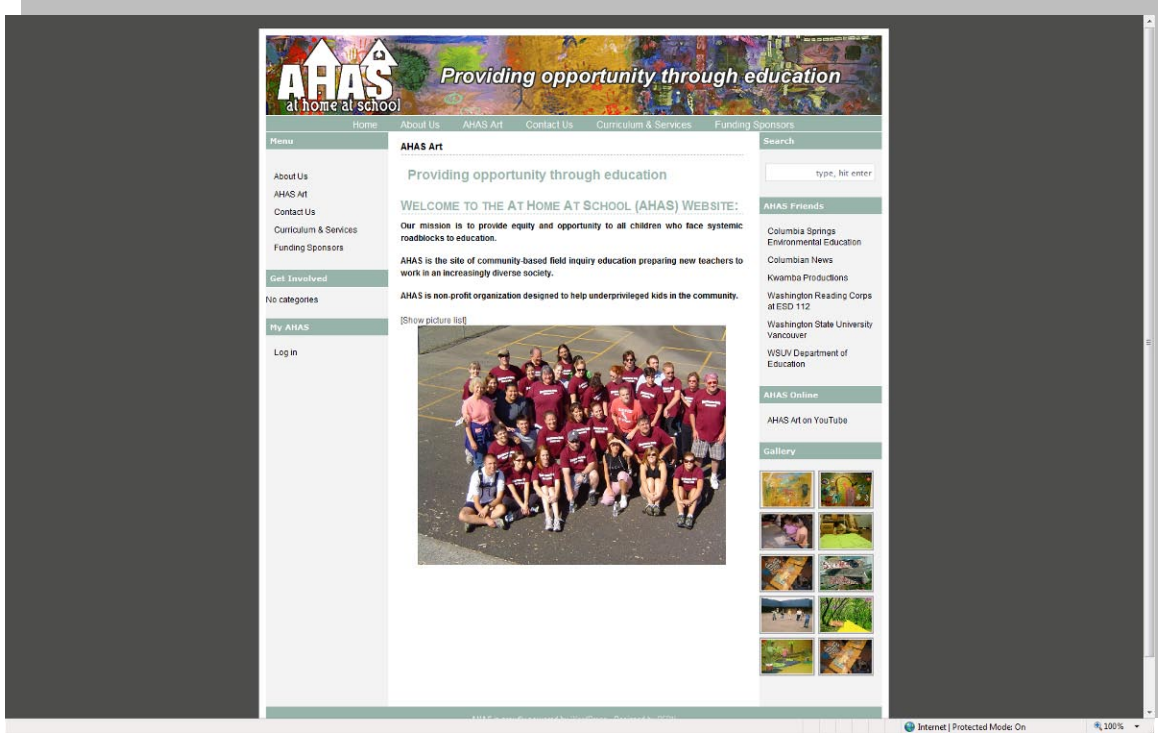 AHAS
at home at school
Providing opportunity through education
Home About Us AHAS Art Contact Us Curriculum & Services Funding Sponsors
Menu
About Us
AHAS Art
Contact Us
Curriculum & Services
Funding Sponsors
Get Involved
No categories
My AHAS
Log in
AHAS Art
Providing opportunity through education
WELCOME TO THE AT HOME AT SCHOOL (AHAS) WEBSITE:
Our mission is to provide equity and opportunity to all children who face systemic
roadblocks to education.
AHAS is the site of community-based field inquiry education preparing new teachers to
work in an increasingly diverse society.
AHAS is non-profit organization designed to help underprivileged kids in the community.
[Show picture list]
Search
type, hit enter
AHAS Friends
Columbia Springs
Environmental Education
Columbian News
Kwamba Productions
Washington Reading Corps
at ESD 112
Washington State University
Vancouver
WSUV Department of
Education
AHAS Online
AHAS Art on YouTube
Gallery
Internet | Protected Mode: On
100%